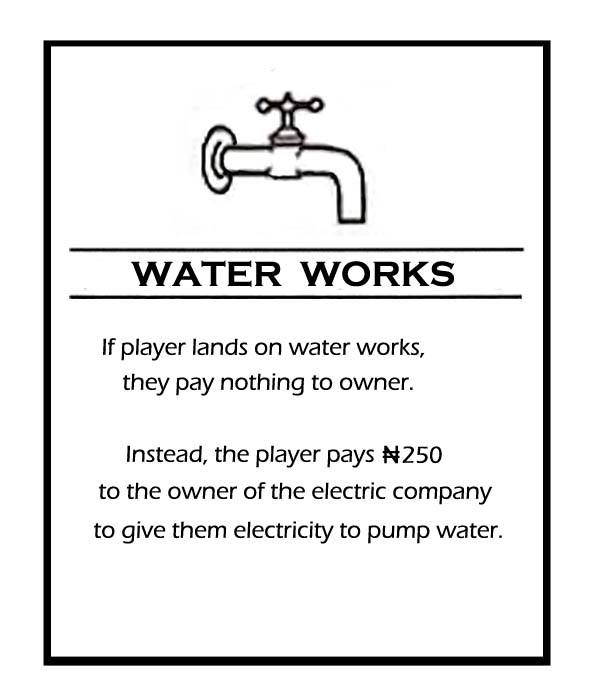 WATER WORKS
If player lands on water works,
they pay nothing to owner.
Instead, the player pays ₦250
to the owner of the electric company
to give them electricity to pump water.